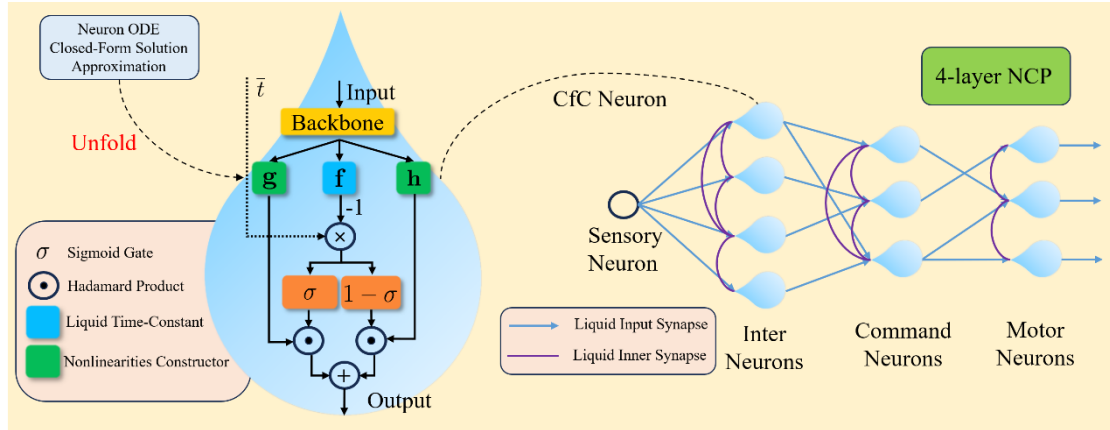 Neuron ODE
Closed-Form Solution
Approximation
Unfold
t̅
Input
Backbone
g
f
h
-1
×
σ
1 − σ
+
Output
σ Sigmoid Gate
Hadamard Product
Liquid Time-Constant
Nonlinearities Constructor
CfC Neuron
4-layer NCP
Sensory
Neuron
Liquid Input Synapse
Liquid Inner Synapse
Inter
Neurons
Command
Neurons
Motor
Neurons